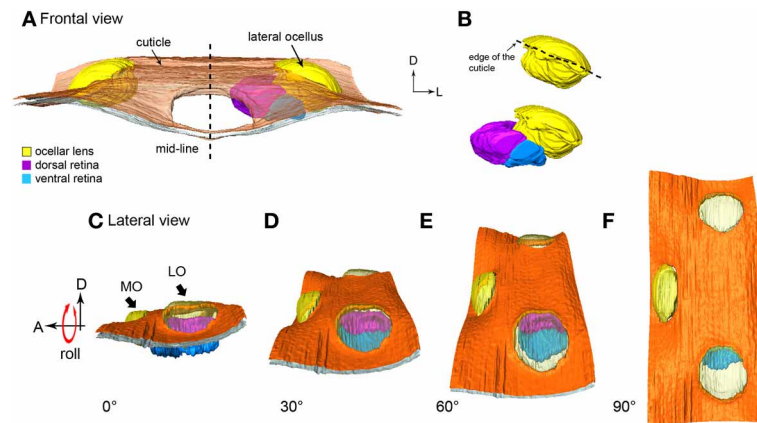 A Frontal view
cuticle
lateral ocellus
mid-line
ocellar lens
dorsal retina
ventral retina
B
edge of the
cuticle
D
L
C Lateral view
D
E
F
MO
LO
D
A
roll
0°
30°
60°
90°